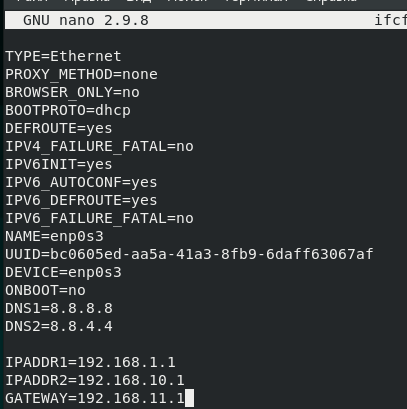 GNU nano 2.9.8 ifcf
TYPE=Ethernet
PROXY_METHOD=none
BROWSER_ONLY=no
BOOTPROTO=dhcp
DEFROUTE=yes
IPV4_FAILURE_FATAL=no
IPV6INIT=yes
IPV6_AUTOCONF=yes
IPV6_DEFROUTE=yes
IPV6_FAILURE_FATAL=no
NAME=enp0s3
UUID=bc0605ed-aa5a-41a3-8fb9-6daff63067af
DEVICE=enp0s3
ONBOOT=no
DNS1=8.8.8.8
DNS2=8.8.4.4
IPADDR1=192.168.1.1
IPADDR2=192.168.10.1
GATEWAY=192.168.11.1